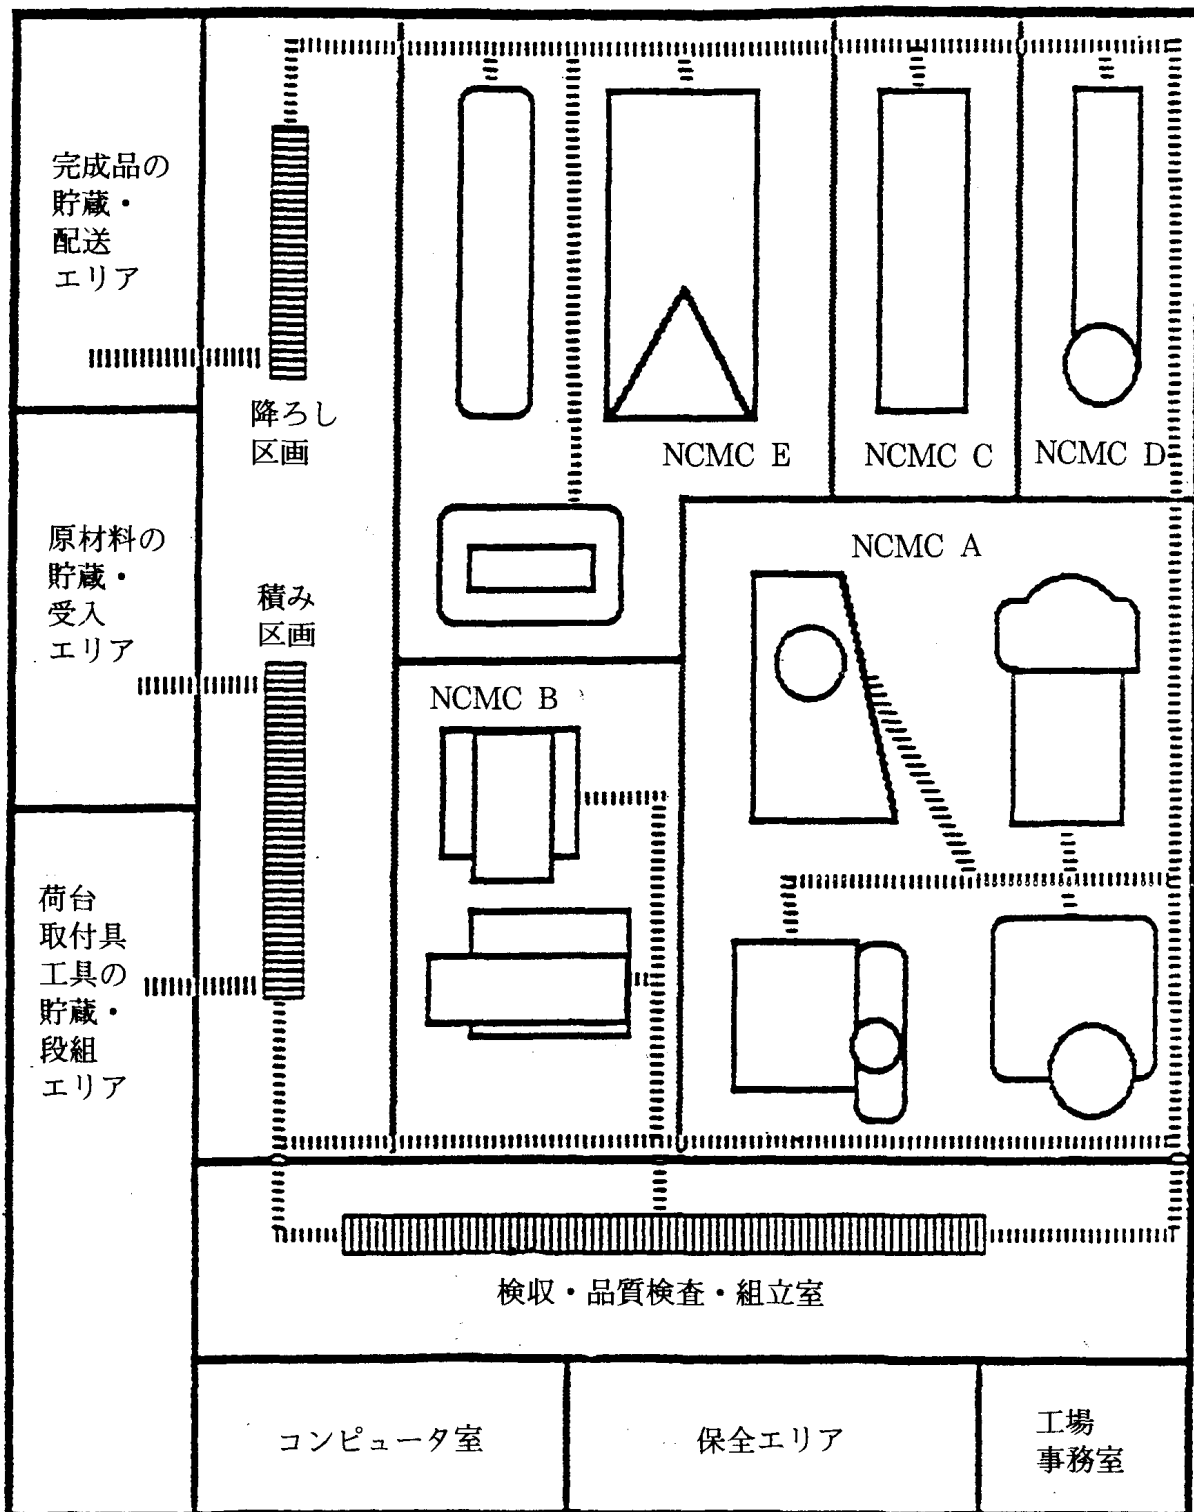 完成品の
貯蔵・
配送
エリア
降ろし
区画
NCMC E
NCMC C
NCMC D
原材料の
貯蔵・
受入
エリア
積み
区画
NCMC A
NCMC B
荷台
取付具
工具の
貯蔵・
段組
エリア
検収・品質検査・組立室
コンピュータ室
保全エリア
工場
事務室